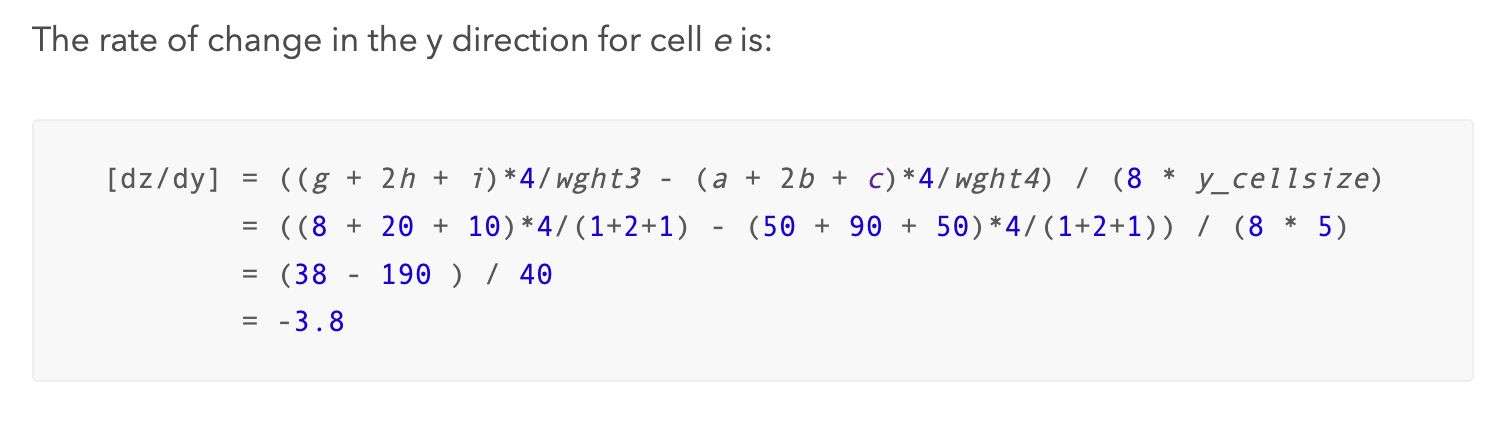 The rate of change in the y direction for cell e is:
[dz/dy] = ((g + 2h + i)*4/wght3 - (a + 2b + c)*4/wght4) / (8 * y_cellsize)
= ((8 + 20 + 10)*4/(1+2+1) - (50 + 90 + 50)*4/(1+2+1)) / (8 * 5)
= (38 - 190 ) / 40
= -3.8